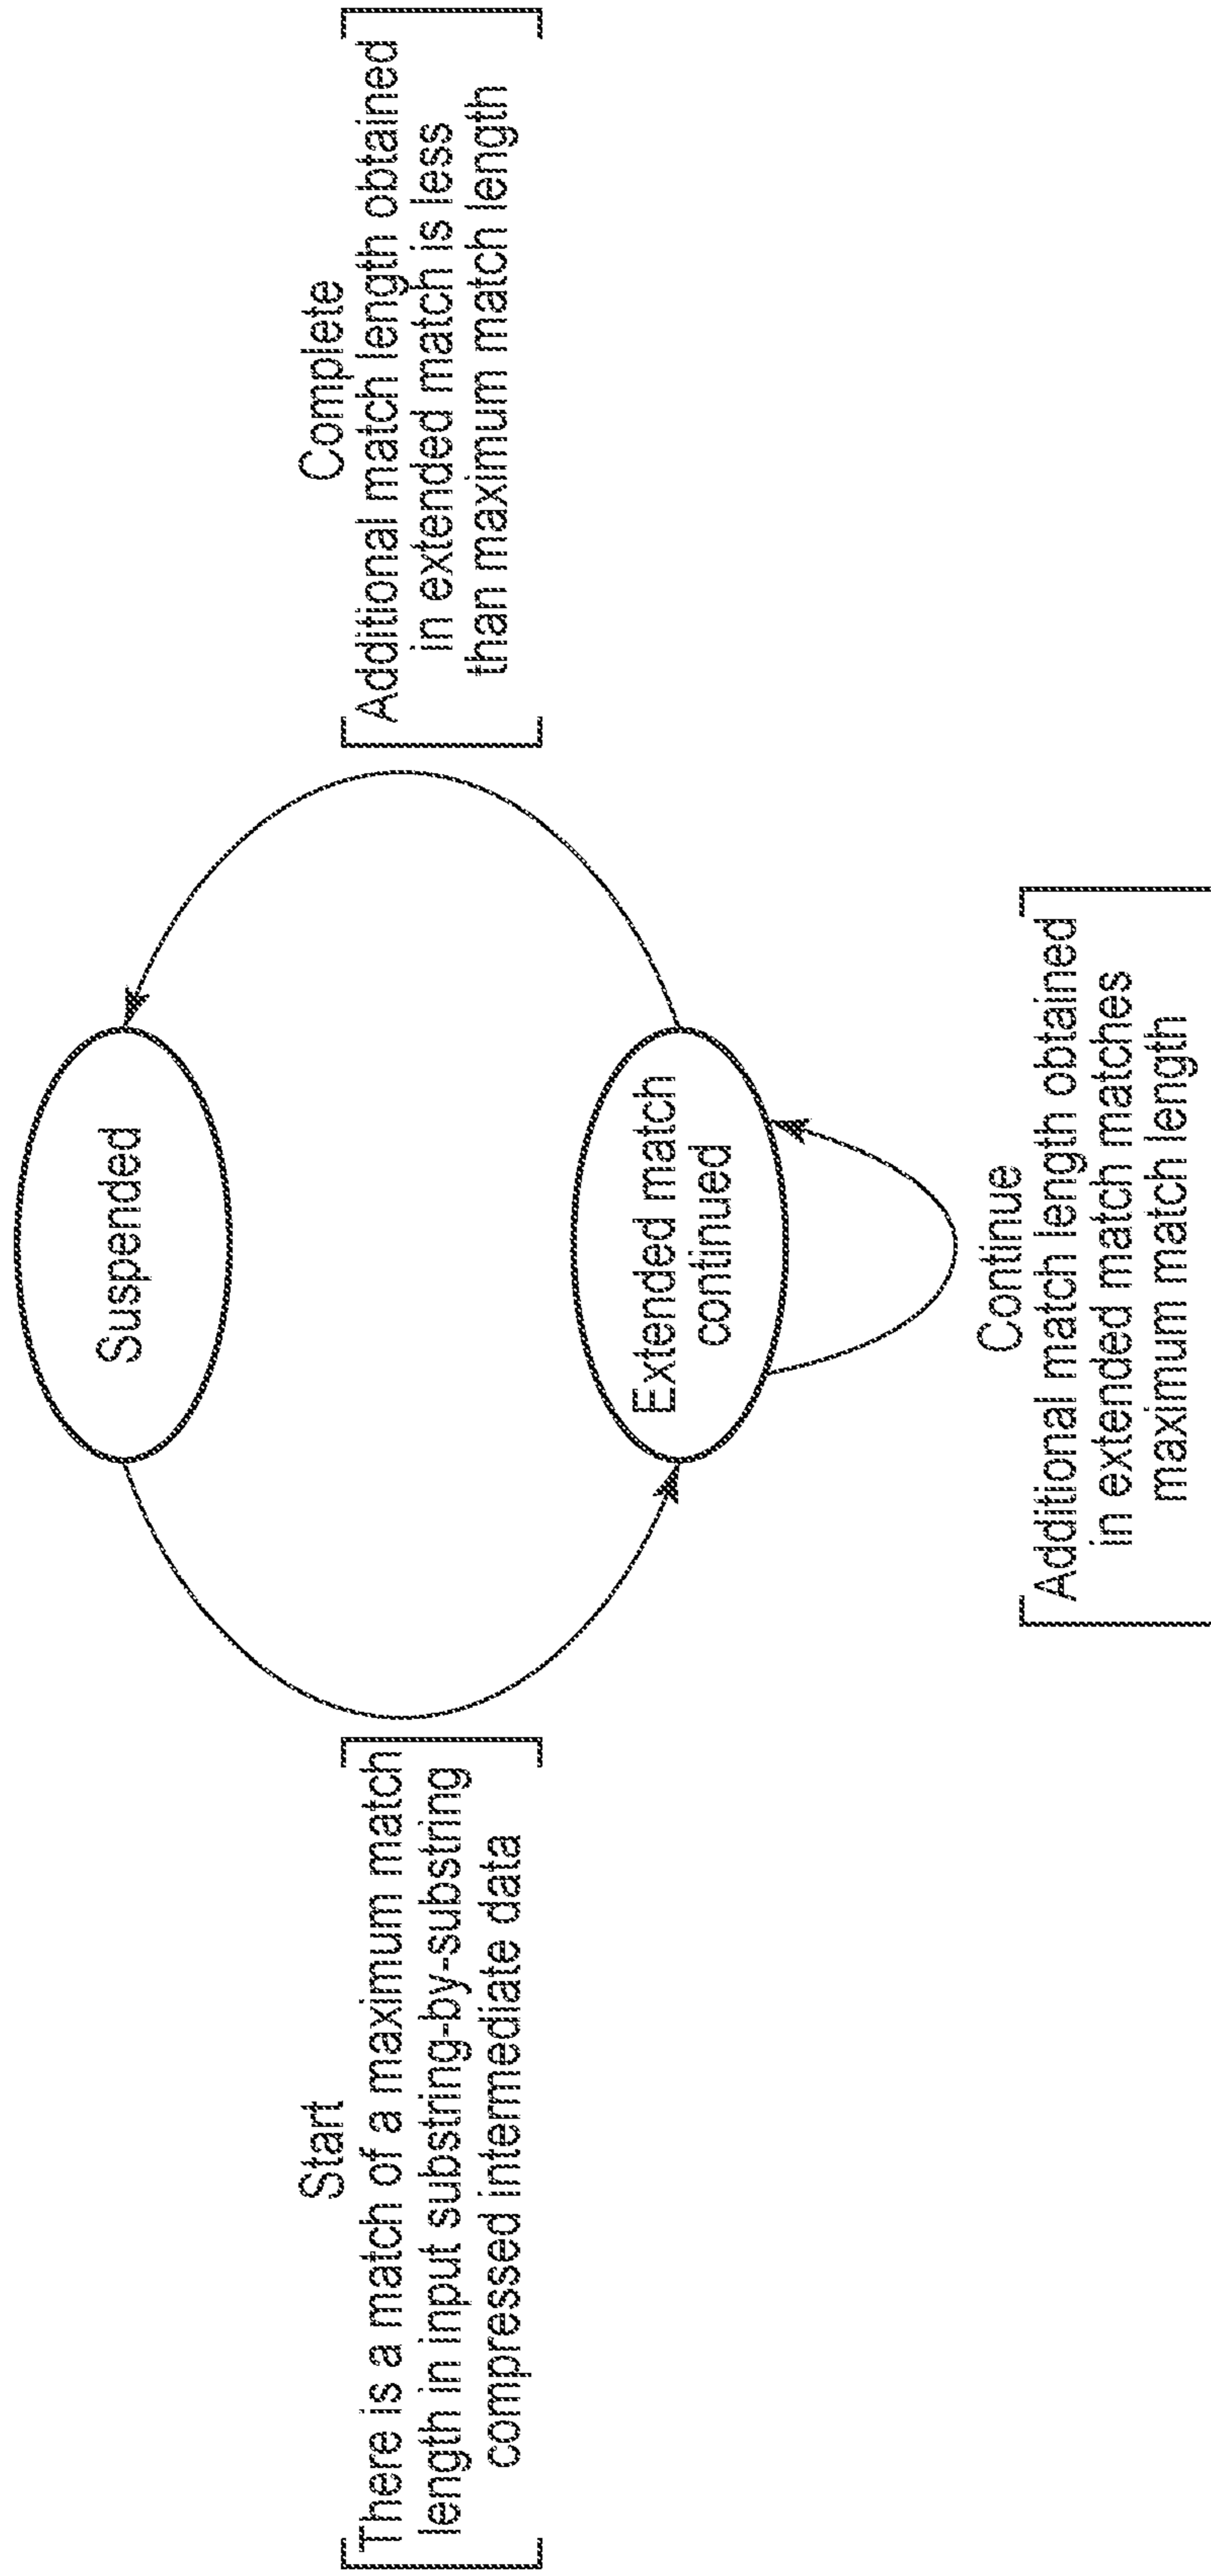 Suspended
Start
There is a match of a maximum match
length in input substring-by-substring
compressed intermediate data
Complete
Additional match length obtained
in extended match is less
than maximum match length
Extended match
continued
Continue
Additional match length obtained
in extended match matches
maximum match length